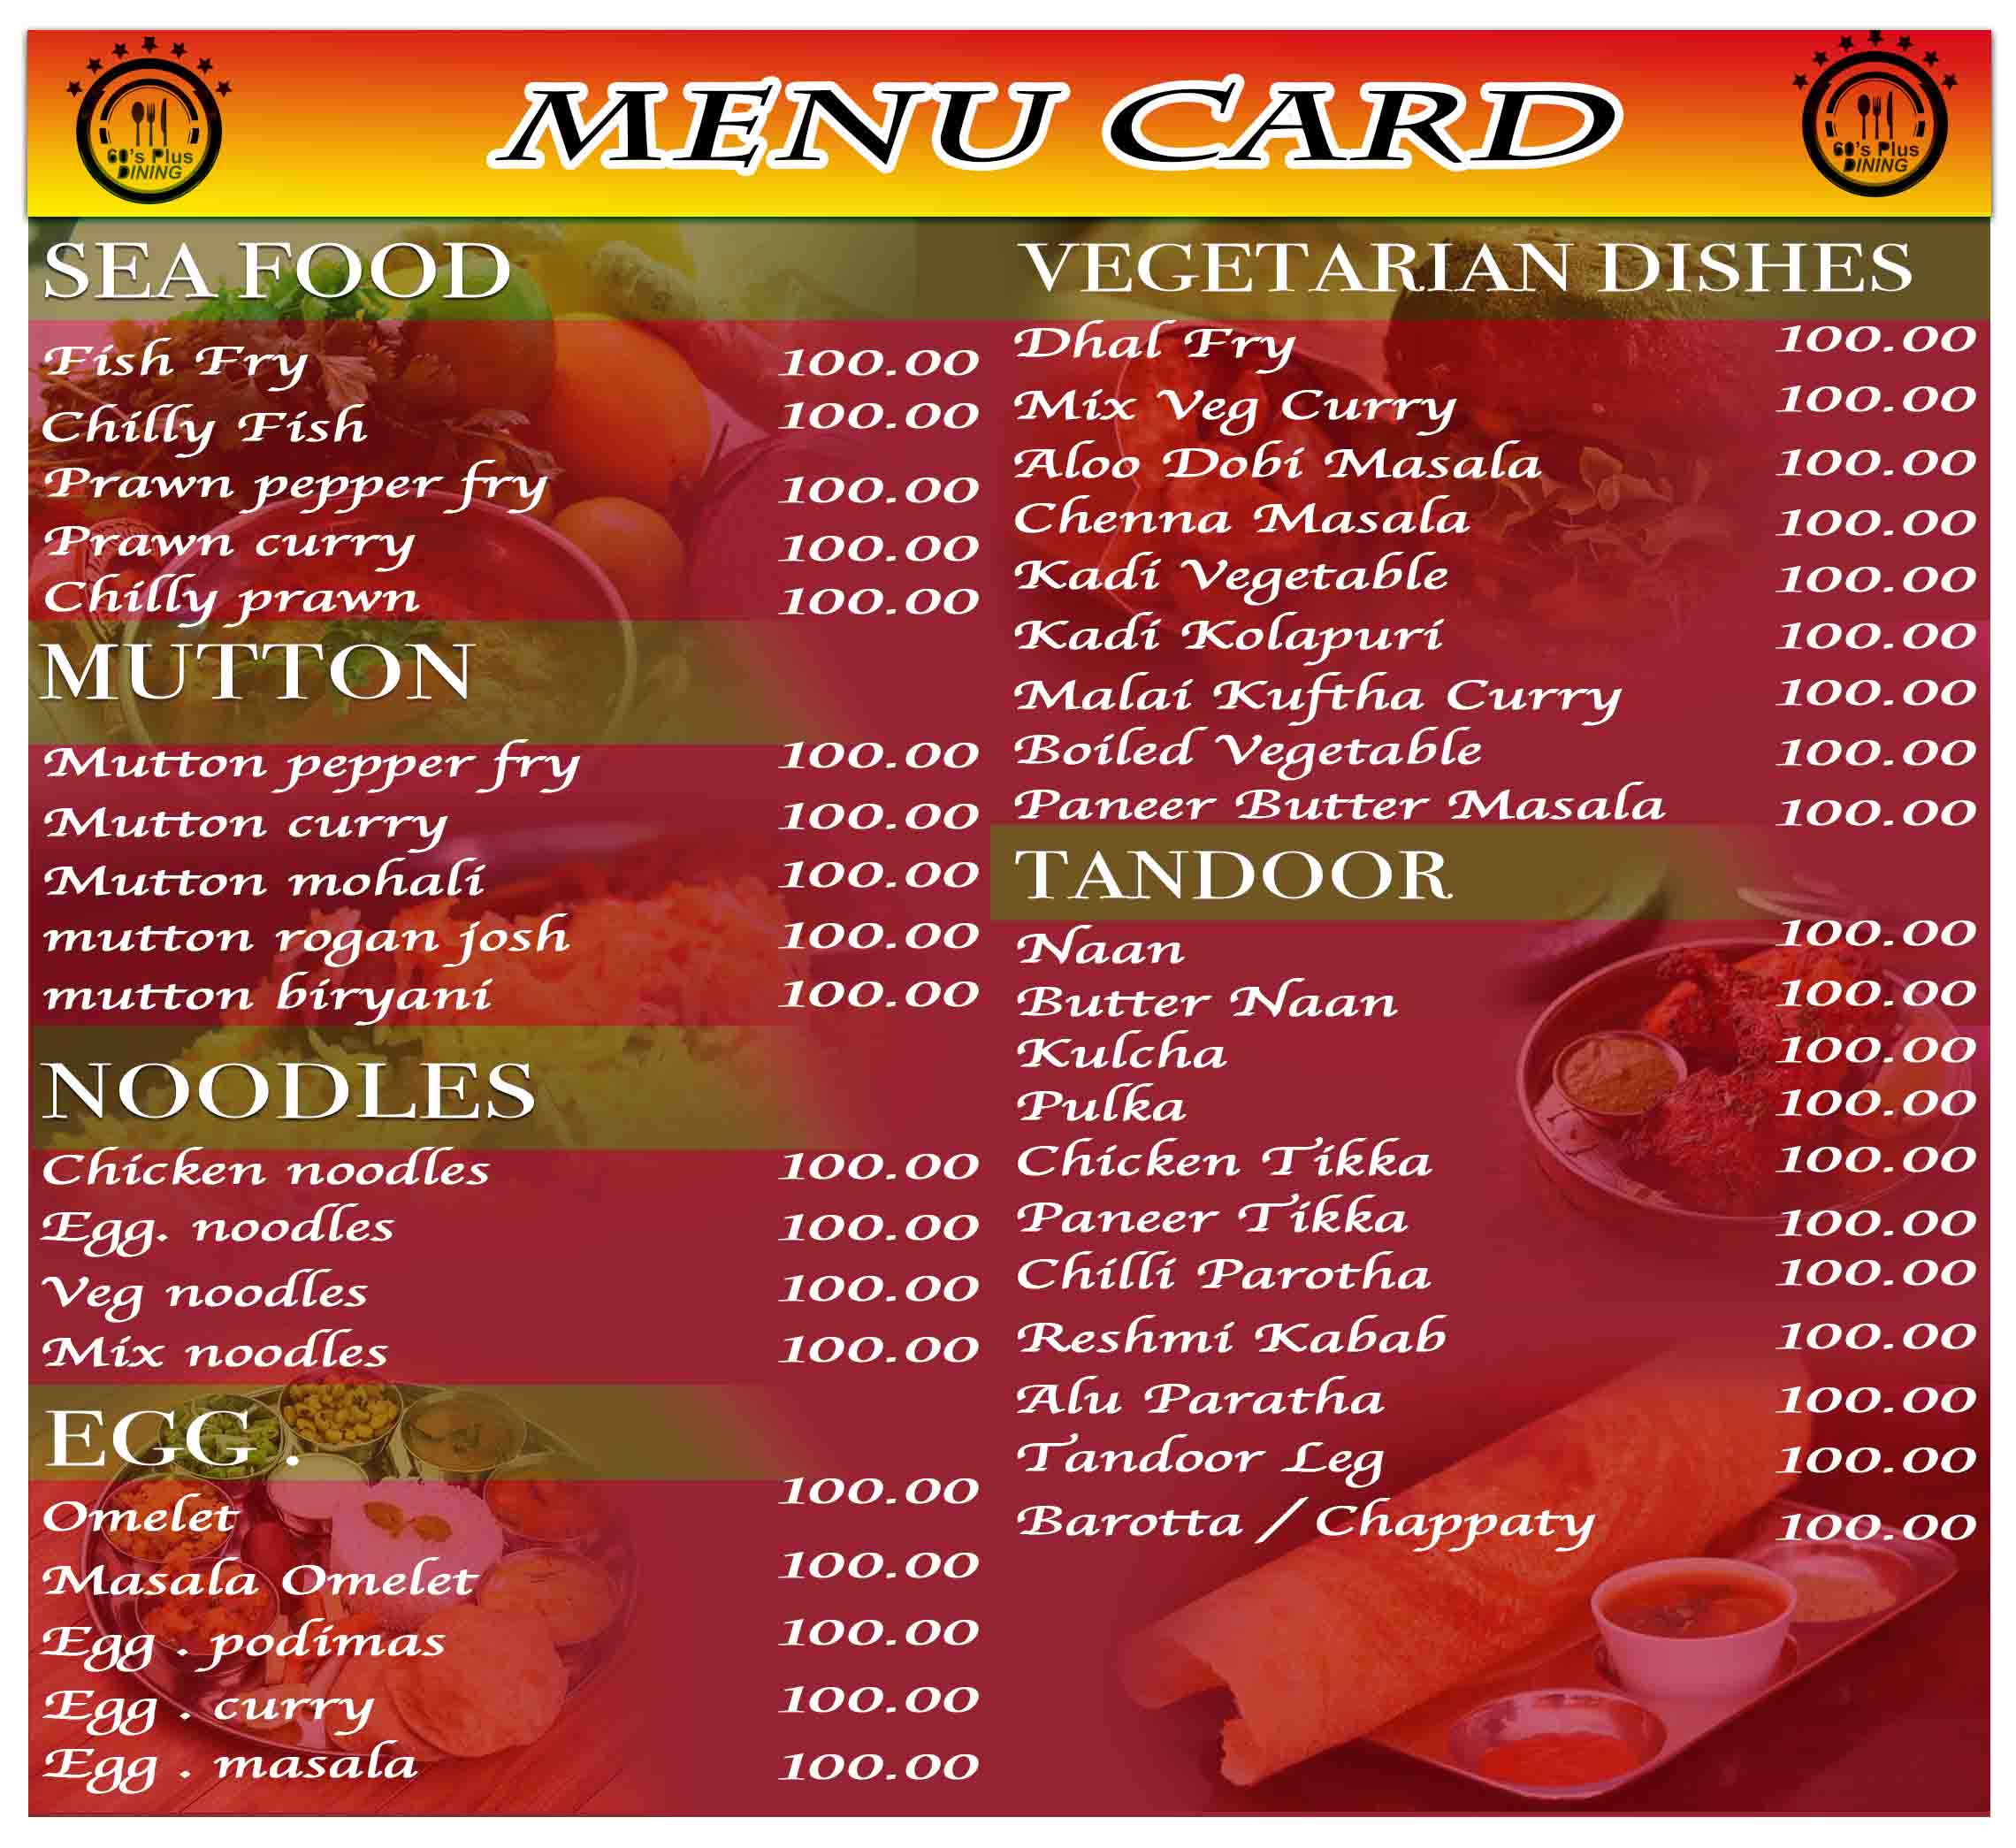 60's Plus
DINING
MENU CARD
60's Plus
DINING
SEA FOOD
Fish Fry 100.00
Chilly Fish 100.00
Prawn pepper fry 100.00
Prawn curry 100.00
Chilly prawn 100.00
MUTTON
Mutton pepper fry 100.00
Mutton curry 100.00
Mutton mohali 100.00
mutton rogan josh 100.00
mutton biryani 100.00
NOODLES
Chicken noodles 100.00
Egg. noodles 100.00
Veg noodles 100.00
Mix noodles 100.00
EGG .
Omelet 100.00
Masala Omelet 100.00
Egg . podimas 100.00
Egg . curry 100.00
Egg . masala 100.00
VEGETARIAN DISHES
Dhal Fry 100.00
Mix Veg Curry 100.00
Aloo Dobi Masala 100.00
Chenna Masala 100.00
Kadi Vegetable 100.00
Kadi Kolapuri 100.00
Malai Kuftha Curry 100.00
Boiled Vegetable 100.00
Paneer Butter Masala 100.00
TANDOOR
Naan 100.00
Butter Naan 100.00
Kulcha 100.00
Pulka 100.00
Chicken Tikka 100.00
Paneer Tikka 100.00
Chilli Parotha 100.00
Reshmi Kabab 100.00
Alu Paratha 100.00
Tandoor Leg 100.00
Barotta / Chappaty 100.00